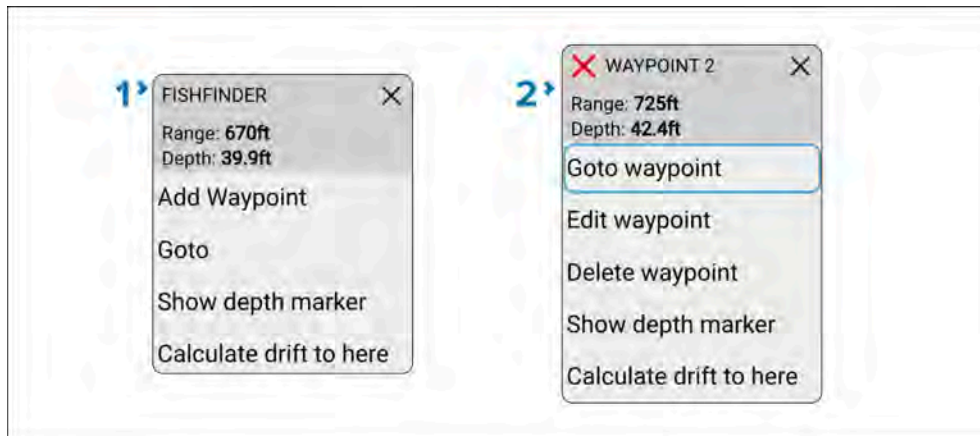 1
FISHFINDER
Range: 670ft
Depth: 39.9ft
Add Waypoint
Goto
Show depth marker
Calculate drift to here
2
WAYPOINT 2
Range: 725ft
Depth: 42.4ft
Goto waypoint
Edit waypoint
Delete waypoint
Show depth marker
Calculate drift to here